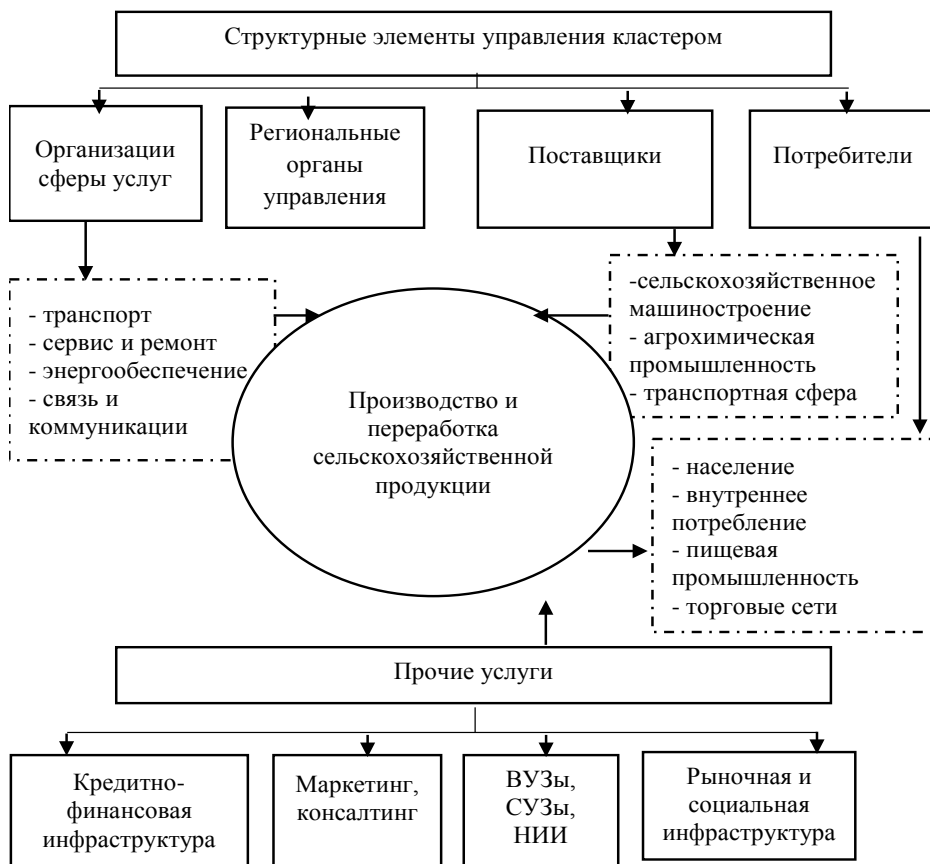 Структурные элементы управления кластером
Организации
сферы услуг
Региональные
органы
управления
Поставщики
Потребители
- транспорт
- сервис и ремонт
- энергообеспечение
- связь и
коммуникации
Производство и
переработка
сельскохозяйственной
продукции
-сельскохозяйственное
машиностроение
- агрохимическая
промышленность
- транспортная сфера
- население
- внутреннее
потребление
- пищевая
промышленность
- торговые сети
Прочие услуги
Кредитно-
финансовая
инфраструктура
Маркетинг,
консалтинг
ВУЗы,
СУЗы,
НИИ
Рыночная и
социальная
инфраструктура